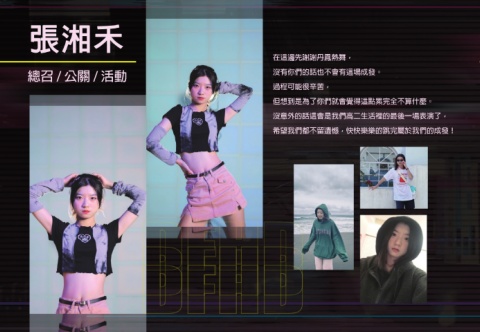 張湘禾
總召 / 公關 / 活動
在這邊先謝謝丹鳳熱舞，
沒有你們的話也不會有這場成發。
過程可能很辛苦，
但想到是為了你們就會覺得這點累完全不算什麼。
沒意外的話這會是我們高二生活裡的最後一場表演了，
希望我們都不留遺憾，快快樂樂的跳完屬於我們的成發！